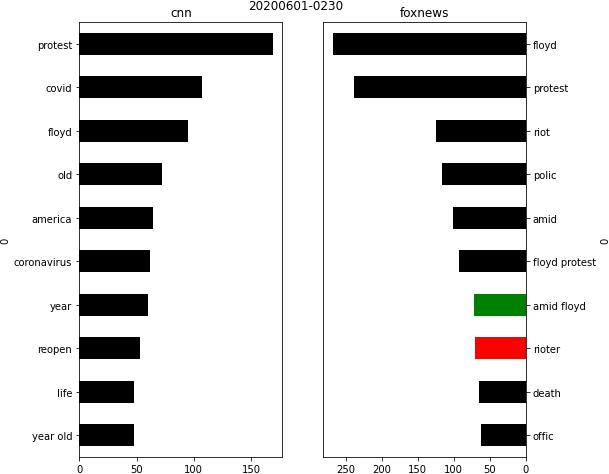 20200601-0230
cnn
foxnews
protest
covid
floyd
old
america
coronavirus
year
reopen
life
year old
0
0 50 100 150
floyd
protest
riot
polic
amid
floyd protest
amid floyd
rioter
death
offic
0
250 200 150 100 50 0